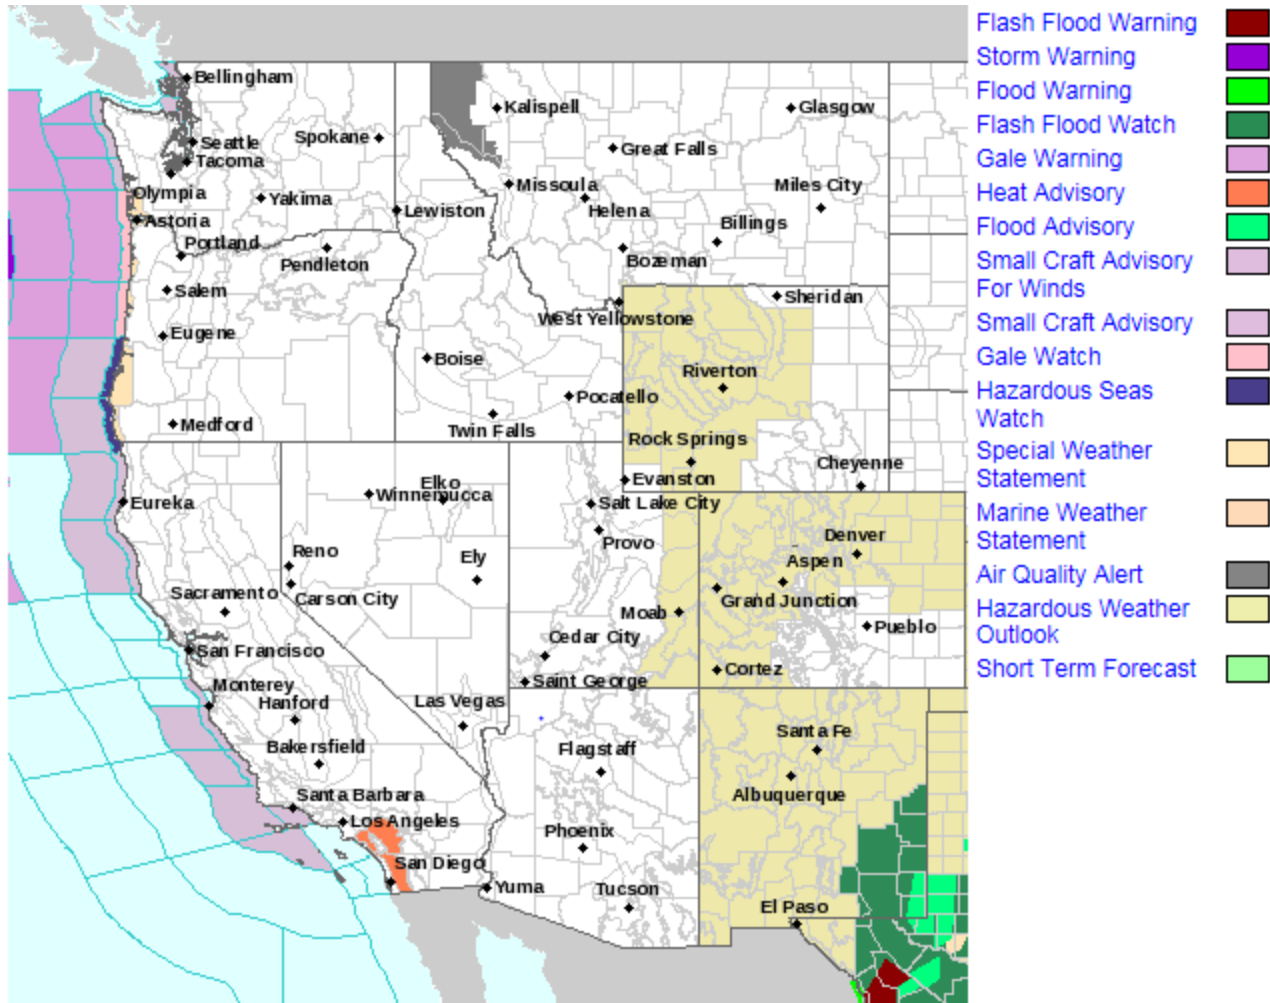 Bellingham
Seattle
Tacoma
Olympia
Astoria
Portland
Salem
Eugene
Medford
Spokane
Yakima
Pendleton
Lewiston
Kalispell
Glasgow
Great Falls
Missoula
Helena
Miles City
Billings
Bozeman
West Yellowstone
Sheridan
Boise
Pocatello
Twin Falls
Riverton
Rock Springs
Evanston
Cheyenne
Eureka
Elko
Winnemucca
Reno
Carson City
Ely
Salt Lake City
Provo
Denver
Aspen
Grand Junction
Moab
Pueblo
Cortez
Sacramento
San Francisco
Monterey
Hanford
Bakersfield
Cedar City
Saint George
Las Vegas
Santa Barbara
Los Angeles
San Diego
Flagstaff
Phoenix
Yuma
Tucson
Santa Fe
Albuquerque
El Paso
Flash Flood Warning
Storm Warning
Flood Warning
Flash Flood Watch
Gale Warning
Heat Advisory
Flood Advisory
Small Craft Advisory
For Winds
Small Craft Advisory
Gale Watch
Hazardous Seas
Watch
Special Weather
Statement
Marine Weather
Statement
Air Quality Alert
Hazardous Weather
Outlook
Short Term Forecast